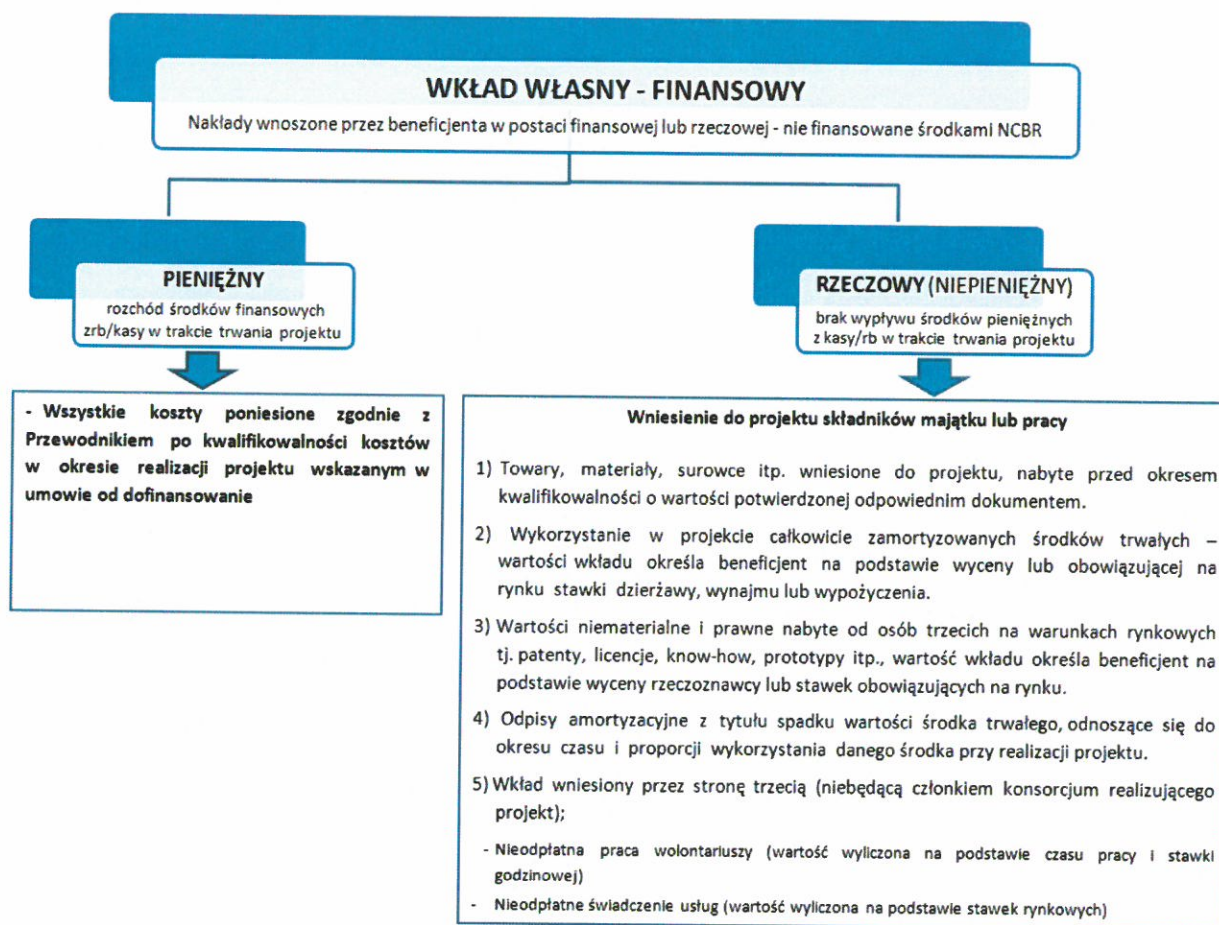 WKŁAD WŁASNY - FINANSOWY
Nakłady wnoszone przez beneficjenta w postaci finansowej lub rzeczowej - nie finansowane środkami NCBR
PIENIĘŻNY
rozchód środków finansowych
zrb/kasy w trakcie trwania projektu
- Wszystkie koszty poniesione zgodnie z
Przewodnikiem po kwalifikowalności kosztów
w okresie realizacji projektu wskazanym w
umowie od dofinansowanie
RZECZOWY (NIEPIENIĘŻNY)
brak wypływu środków pieniężnych
z kasy/rb w trakcie trwania projektu
Wniesienie do projektu składników majątku lub pracy
1) Towary, materiały, surowce itp. wniesione do projektu, nabyte przed okresem
kwalifikowalności o wartości potwierdzonej odpowiednim dokumentem.
2) Wykorzystanie w projekcie całkowicie zamortyzowanych środków trwałych –
wartości wkładu określa beneficjent na podstawie wyceny lub obowiązującej na
rynku stawki dzierżawy, wynajmu lub wypożyczenia.
3) Wartości niematerialne i prawne nabyte od osób trzecich na warunkach rynkowych
tj. patenty, licencje, know-how, prototypy itp., wartość wkładu określa beneficjent na
podstawie wyceny rzeczoznawcy lub stawek obowiązujących na rynku.
4) Odpisy amortyzacyjne z tytułu spadku wartości środka trwałego, odnoszące się do
okresu czasu i proporcji wykorzystania danego środka przy realizacji projektu.
5) Wkład wniesiony przez stronę trzecią (niebędącą członkiem konsorcjum realizującego
projekt);
- Nieodpłatna praca wolontariuszy (wartość wyliczona na podstawie czasu pracy i stawki
godzinowej)
- Nieodpłatne świadczenie usług (wartość wyliczona na podstawie stawek rynkowych)